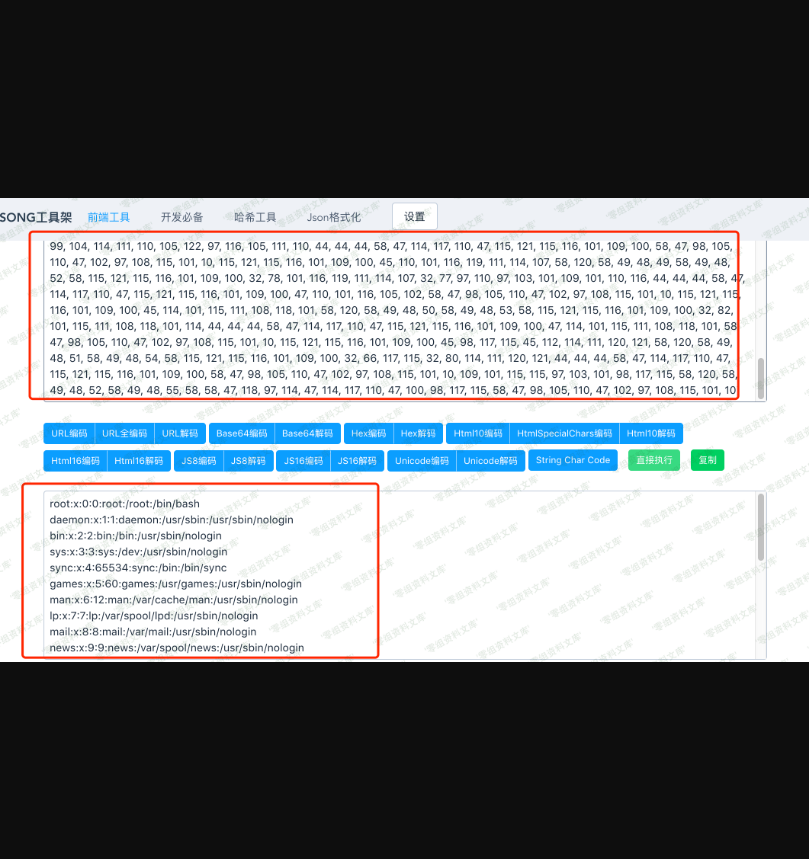 SONG工具架 前端工具 开发必备 哈希工具 Json格式化 设置
99, 104, 114, 111, 110, 105, 122, 97, 116, 105, 111, 110, 44, 44, 44, 58, 47, 114, 117, 110, 47, 115, 121, 115, 116, 101, 109, 100, 58, 47, 98, 105,
110, 47, 102, 97, 108, 115, 101, 10, 115, 121, 115, 116, 101, 109, 100, 45, 110, 101, 116, 119, 111, 114, 107, 58, 120, 58, 49, 48, 49, 58, 49, 48,
52, 58, 115, 121, 115, 116, 101, 109, 100, 32, 78, 101, 116, 119, 111, 114, 107, 32, 77, 97, 110, 97, 103, 101, 109, 101, 110, 116, 44, 44, 44, 58, 47,
114, 117, 110, 47, 115, 121, 115, 116, 101, 109, 100, 47, 110, 101, 116, 105, 102, 58, 47, 98, 105, 110, 47, 102, 97, 108, 115, 101, 10, 115, 121, 115,
116, 101, 109, 100, 45, 114, 101, 115, 111, 108, 118, 101, 58, 120, 58, 49, 48, 50, 58, 49, 48, 53, 58, 115, 121, 115, 116, 101, 109, 100, 32, 82,
101, 115, 111, 108, 118, 101, 114, 44, 44, 44, 58, 47, 114, 117, 110, 47, 115, 121, 115, 116, 101, 109, 100, 47, 114, 101, 115, 111, 108, 118, 101, 58,
47, 98, 105, 110, 47, 102, 97, 108, 115, 101, 10, 115, 121, 115, 116, 101, 109, 100, 45, 98, 117, 115, 45, 112, 114, 111, 120, 121, 58, 120, 58, 49,
48, 51, 58, 49, 48, 54, 58, 115, 121, 115, 116, 101, 109, 100, 32, 66, 117, 115, 32, 80, 114, 111, 120, 121, 44, 44, 44, 58, 47, 114, 117, 110, 47,
115, 121, 115, 116, 101, 109, 100, 58, 47, 98, 105, 110, 47, 102, 97, 108, 115, 101, 10, 109, 101, 115, 115, 97, 103, 101, 98, 117, 115, 58, 120, 58,
49, 48, 52, 58, 49, 48, 55, 58, 58, 47, 118, 97, 114, 47, 114, 117, 110, 47, 100, 98, 117, 115, 58, 47, 98, 105, 110, 47, 102, 97, 108, 115, 101, 10
URL编码 URL全编码 URL解码 Base64编码 Base64解码 Hex编码 Hex解码 Html10编码 HtmlSpecialChars编码 Html10解码
Html16编码 Html16解码 JS8编码 JS8解码 JS16编码 JS16解码 Unicode编码 Unicode解码 String Char Code 直接执行 复制
root:x:0:0:root:/root:/bin/bash
daemon:x:1:1:daemon:/usr/sbin:/usr/sbin/nologin
bin:x:2:2:bin:/bin:/usr/sbin/nologin
sys:x:3:3:sys:/dev:/usr/sbin/nologin
sync:x:4:65534:sync:/bin:/bin/sync
games:x:5:60:games:/usr/games:/usr/sbin/nologin
man:x:6:12:man:/var/cache/man:/usr/sbin/nologin
lp:x:7:7:lp:/var/spool/lpd:/usr/sbin/nologin
mail:x:8:8:mail:/var/mail:/usr/sbin/nologin
news:x:9:9:news:/var/spool/news:/usr/sbin/nologin
零组资料文库